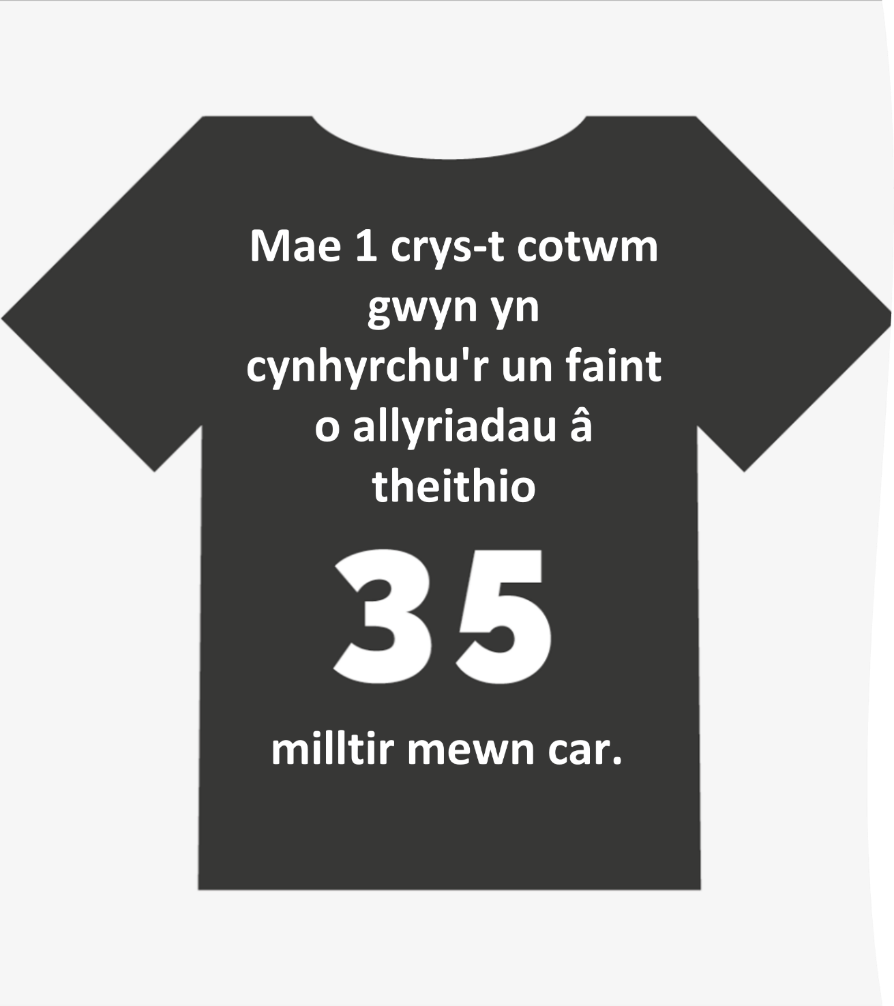 Mae 1 crys-t cotwm
gwyn yn
cynhyrchu'r un faint
o allyriadau â
theithio
35
milltir mewn car.